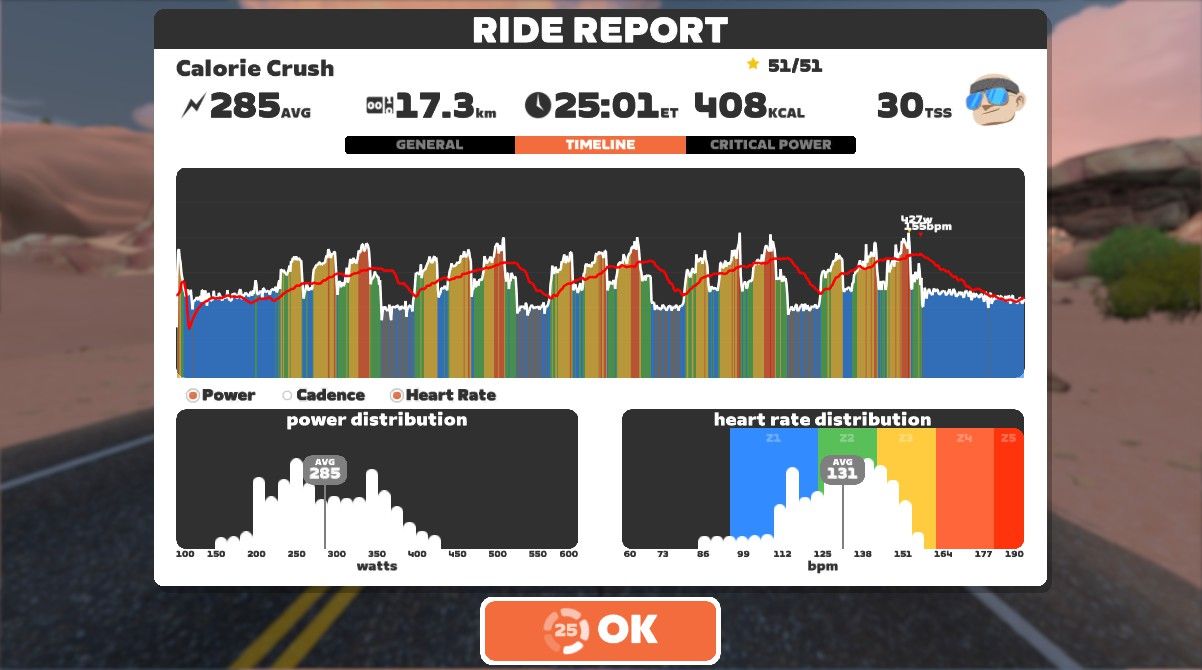 RIDE REPORT
Calorie Crush
51/51
285AVG
17.3km
25:01ET
408KCAL
30TSS
GENERAL
TIMELINE
CRITICAL POWER
427w
155bpm
Power
Cadence
Heart Rate
power distribution
AVG
285
100 150 200 250 300 350 400 450 500 550 600
watts
heart rate distribution
Z1 Z2 Z3 Z4 Z5
AVG
131
60 73 86 99 112 125 138 151 164 177 190
bpm
25 OK